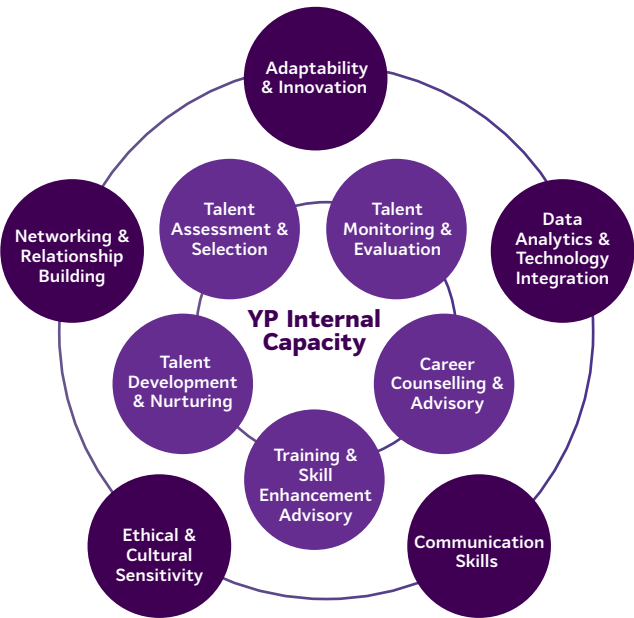 Adaptability
& Innovation
Networking &
Relationship
Building
Talent
Assessment &
Selection
Talent
Monitoring &
Evaluation
Data
Analytics &
Technology
Integration
YP Internal
Capacity
Talent
Development
& Nurturing
Career
Counselling &
Advisory
Training &
Skill
Enhancement
Advisory
Ethical &
Cultural
Sensitivity
Communication
Skills